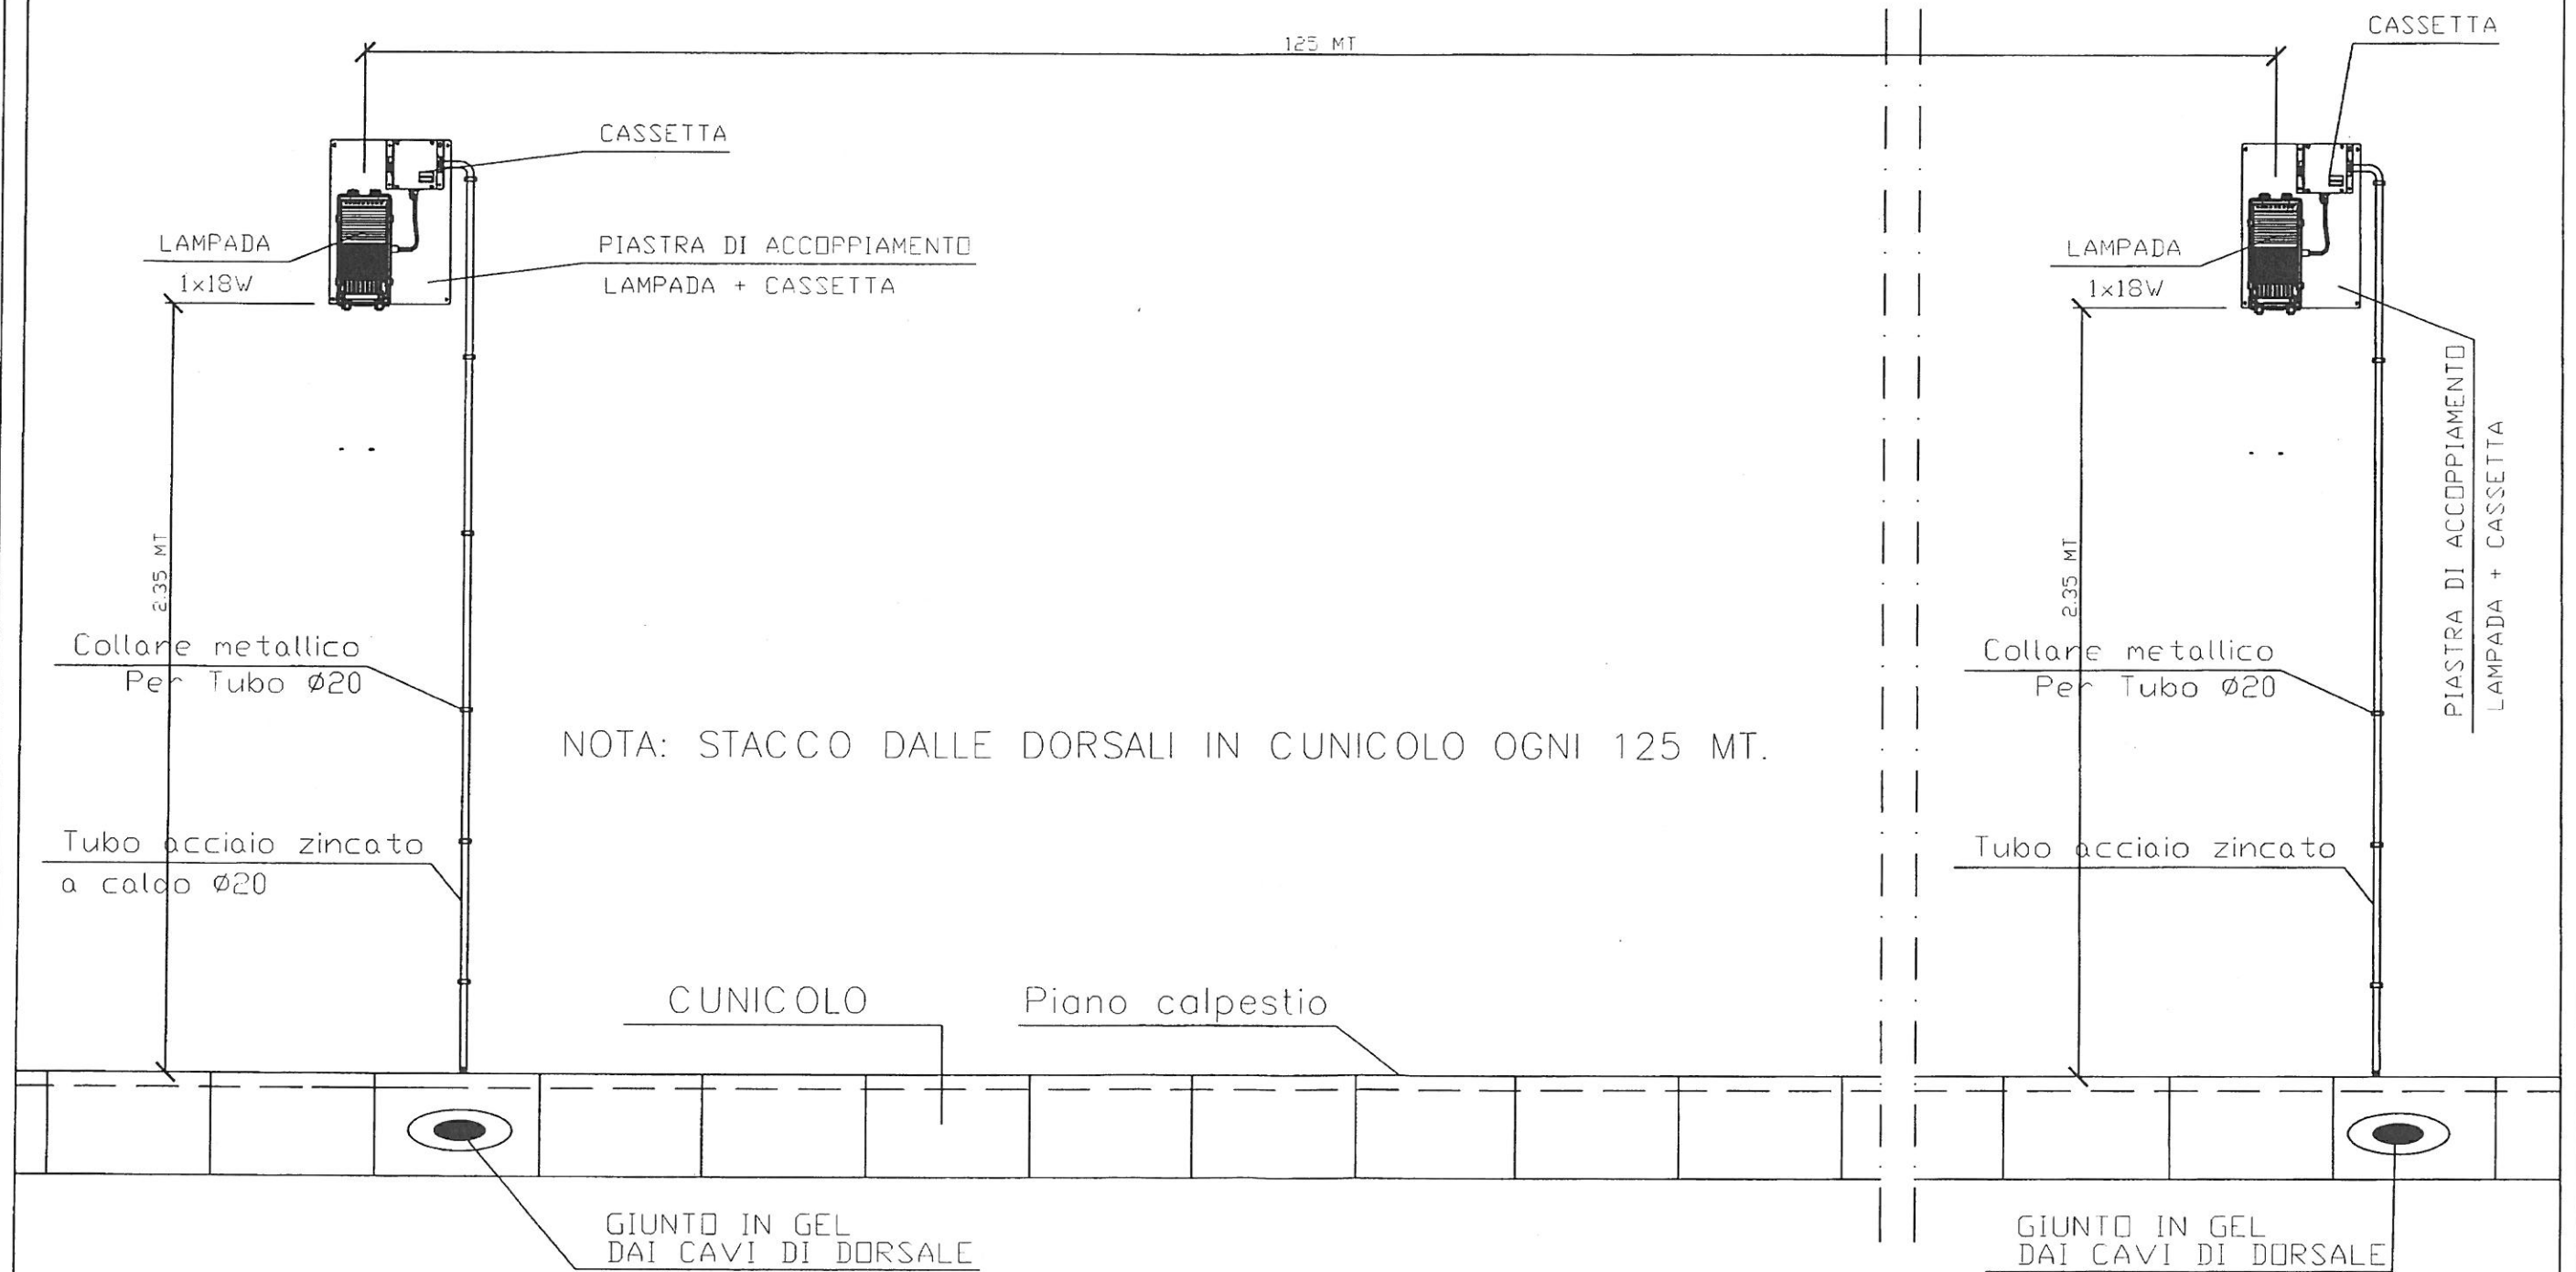 125 MT
CASSETTA
CASSETTA
LAMPADA
1x18W
PIASTRA DI ACCOPPIAMENTO
LAMPADA + CASSETTA
LAMPADA
1x18W
PIASTRA DI ACCOPPIAMENTO
LAMPADA + CASSETTA
2.35 MT
2.35 MT
Collare metallico
Per Tubo Ø20
Collare metallico
Per Tubo Ø20
NOTA: STACCO DALLE DORSALI IN CUNICOLO OGNI 125 MT.
Tubo acciaio zincato
a caldo Ø20
Tubo acciaio zincato
CUNICOLO
Piano calpestio
GIUNTO IN GEL
DAI CAVI DI DORSALE
GIUNTO IN GEL
DAI CAVI DI DORSALE